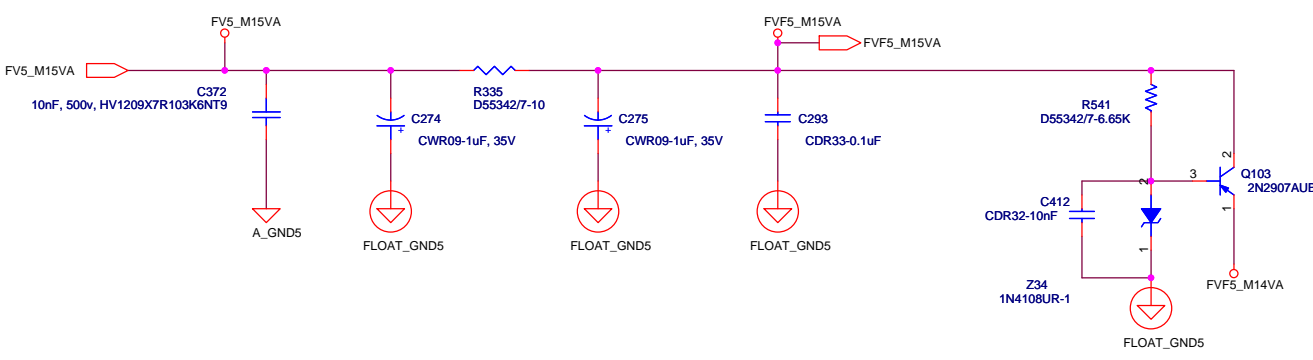 FV5_M15VA
FVF5_M15VA
FV5_M15VA
FVF5_M15VA
C372
10nF, 500v, HV1209X7R103K6NT9
R335
D55342/7-10
C274
CWR09-1uF, 35V
+
C275
CWR09-1uF, 35V
+
C293
CDR33-0.1uF
R541
D55342/7-6.65K
2
3
Q103
2N2907AUB
1
2
C412
CDR32-10nF
1
A_GND5
FLOAT_GND5
FLOAT_GND5
FLOAT_GND5
Z34
1N4108UR-1
FVF5_M14VA
FLOAT_GND5